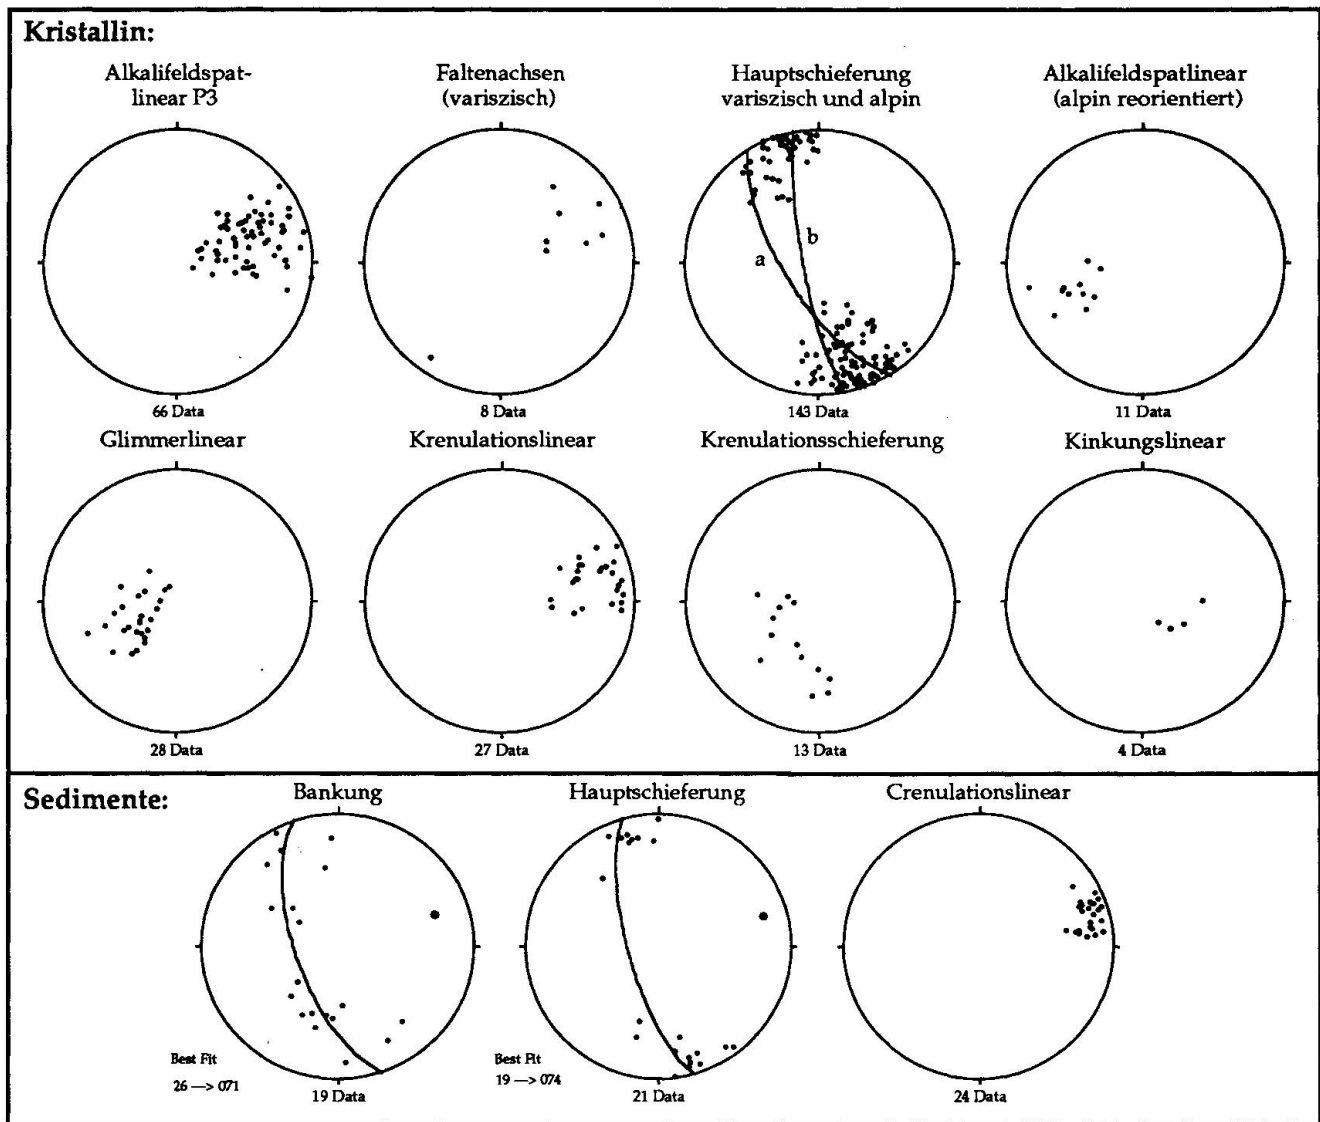 Kristallin:
Alkalifeldspat-
linear P3
Faltenachsen
(variszisch)
Hauptschieferung
variszisch und alpin
Alkalifeldspatlinear
(alpin reorientiert)
a
b
66 Data
8 Data
143 Data
11 Data
Glimmerlinear
Krenulationslinear
Krenulationsschieferung
Kinkungslinear
28 Data
27 Data
13 Data
4 Data
Sedimente:
Bankung
Hauptschieferung
Crenulationslinear
Best Fit
26 —> 071
19 Data
Best Fit
19 —> 074
21 Data
24 Data